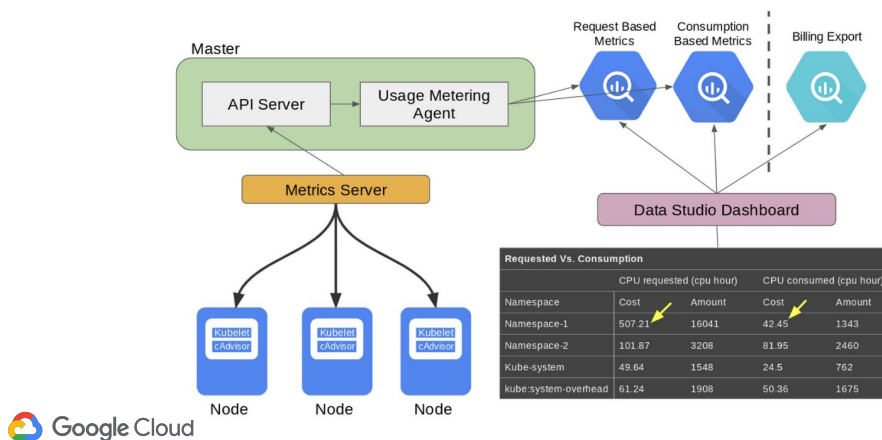 Master
API Server
Usage Metering
Agent
Request Based
Metrics
Consumption
Based Metrics
Billing Export
Metrics Server
Data Studio Dashboard
Kubelet
cAdvisor
Node
Kubelet
cAdvisor
Node
Kubelet
cAdvisor
Node
Requested Vs. Consumption
CPU requested (cpu hour) CPU consumed (cpu hour)
Namespace Cost Amount Cost Amount
Namespace-1 507.21 16041 42.45 1343
Namespace-2 101.87 3208 81.95 2460
Kube-system 49.64 1548 24.5 762
kube:system-overhead 61.24 1908 50.36 1675
Google Cloud